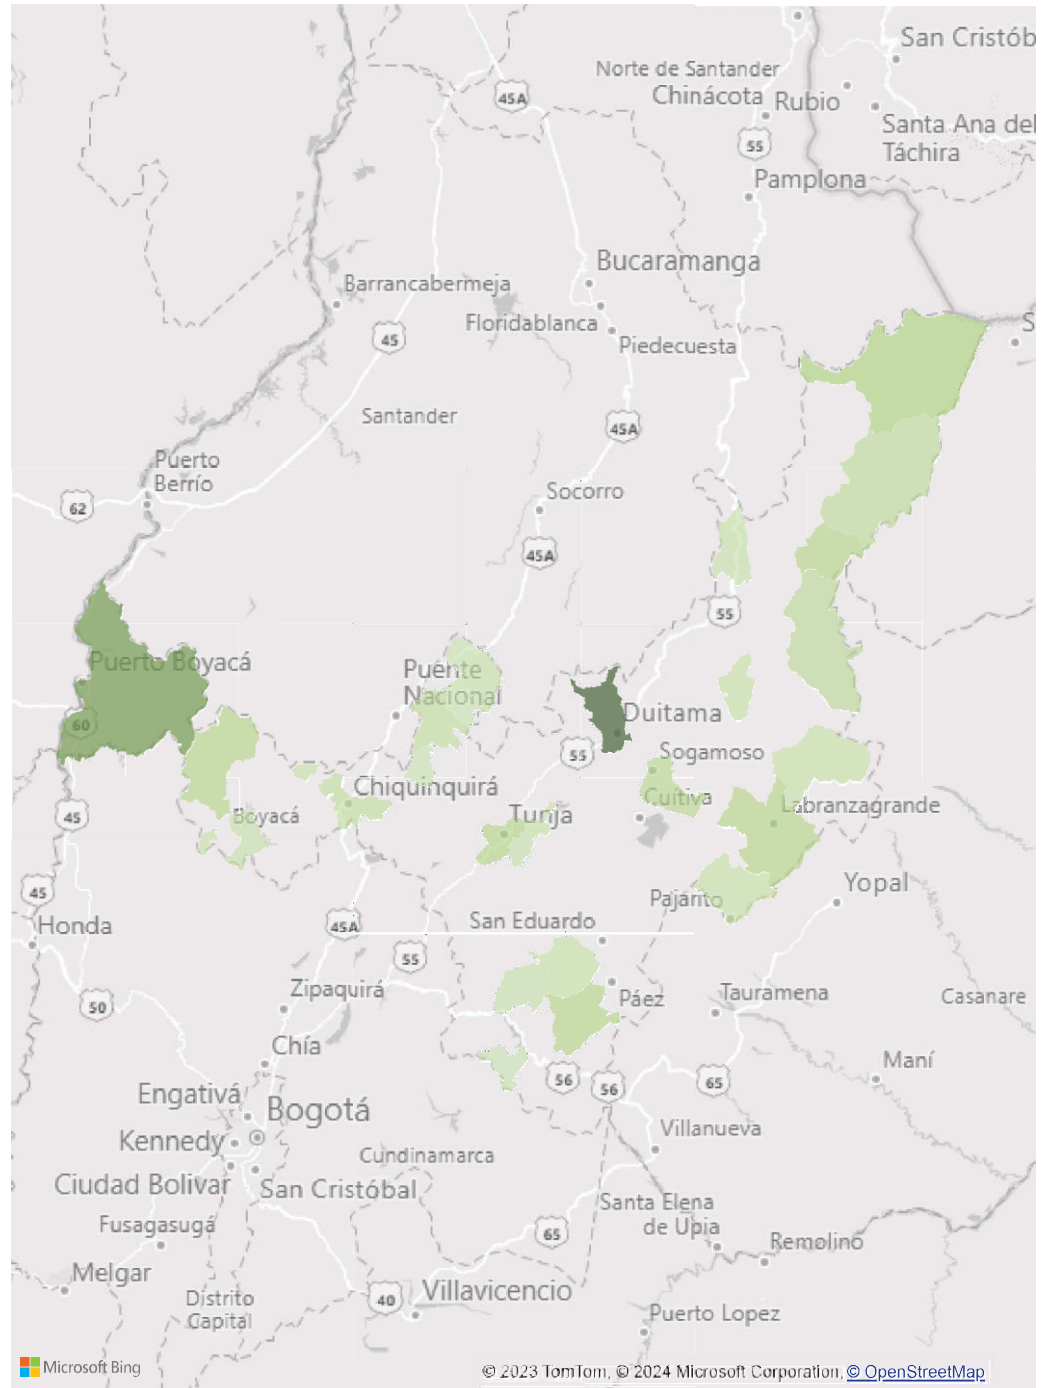 San Cristób
Norte de Santander
45A
Chinácota
Rubio
Santa Ana del
Táchira
55
Pamplona
Bucaramanga
Barrancabermeja
Floridablanca
S
45
Piedecuesta
Santander
45A
Puerto
Berrío
Socorro
62
45A
55
Puerto Boyacá
Puente
Nacional
60
Duitama
55
Sogamoso
Chiquinquirá
Cuitiva
Labranzagrande
45
Boyacá
Tunja
45
Yopal
Pajarito
Honda
45A
San Eduardo
55
Zipaquirá
Páez
Tauramena
Casanare
50
Chía
Maní
56
56
65
Engativá
Bogotá
Kennedy
Villanueva
Cundinamarca
Ciudad Bolivar
San Cristóbal
Santa Elena
de Upia
Fusagasugá
65
Remolino
Melgar
Distrito
Capital
40
Villavicencio
Puerto Lopez
Microsoft Bing
© 2023 TomTom, © 2024 Microsoft Corporation, © OpenStreetMap